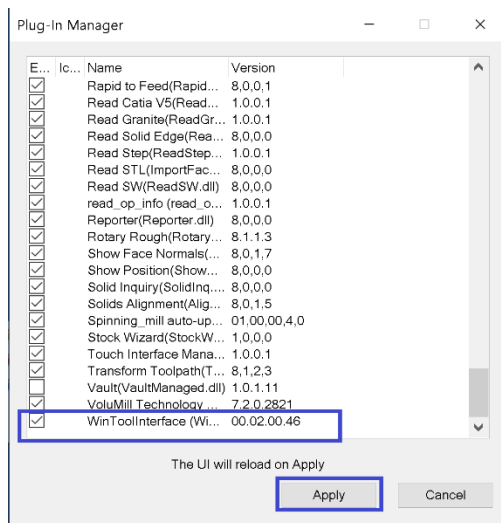 Plug-In Manager
E... Ic... Name Version
Rapid to Feed(Rapid... 8,0,0,1
Read Catia V5(Read... 1.0.0.1
Read Granite(ReadGr... 1.0.0.1
Read Solid Edge(Rea... 8,0,0,0
Read Step(ReadStep... 1.0.0.1
Read STL(ImportFac... 8,0,0,0
Read SW(ReadSW.dll) 8,0,0,0
read_op_info (read_o... 1.0.0.1
Reporter(Reporter.dll) 8,0,0,0
Rotary Rough(Rotary... 8.1.1.3
Show Face Normals(... 8,0,1,7
Show Position(Show... 8,0,0,0
Solid Inquiry(SolidInq.... 8,0,0,0
Solids Alignment(Alig... 8,0,1.5
Spinning_mill auto-up... 01,00,00,4,0
Stock Wizard(StockW... 1,0,0,0
Touch Interface Mana... 1.0.0.1
Transform Toolpath(T... 8,1,2,3
Vault(VaultManaged.dll) 1.0.1.11
VoluMill Technology ... 7.2.0.2821
WinToolInterface (Wi... 00.02.00.46
The UI will reload on Apply
Apply Cancel